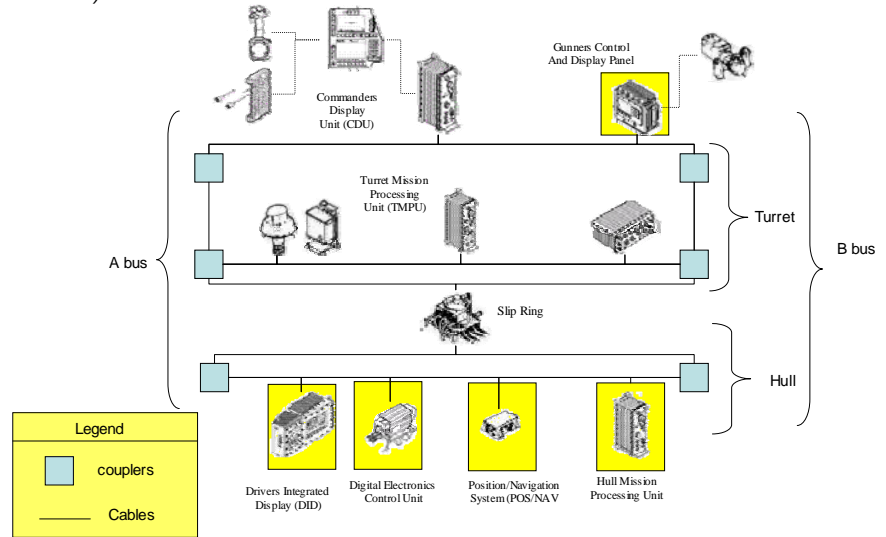 )
Gunners Control
And Display Panel
Commanders
Display
Unit (CDU)
Turret Mission
Processing
Unit (TMPU)
Turret
A bus
B bus
Slip Ring
Hull
Legend
couplers
Cables
Drivers Integrated
Display (DID)
Digital Electronics
Control Unit
Position/Navigation
System (POS/NAV
Hull Mission
Processing Unit